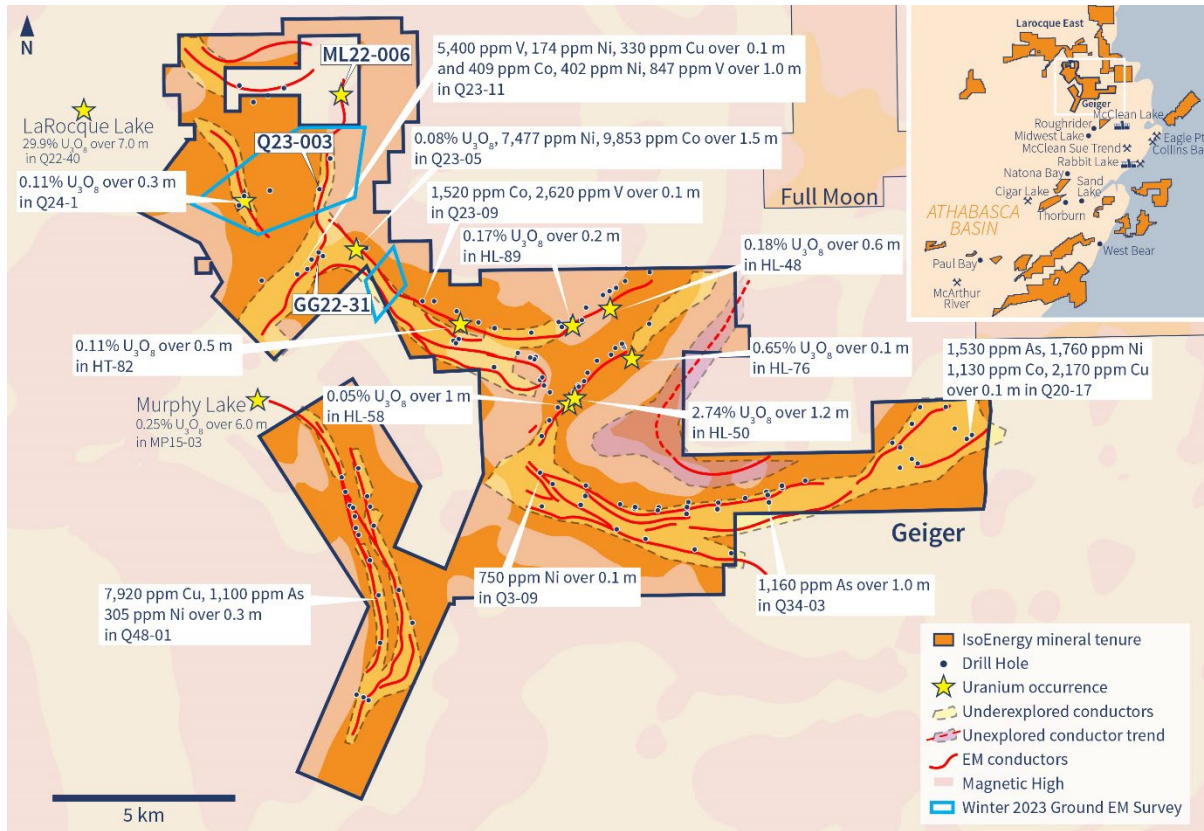 N
ML22-006
5,400 ppm V, 174 ppm Ni, 330 ppm Cu over 0.1 m
and 409 ppm Co, 402 ppm Ni, 847 ppm V over 1.0 m
in Q23-11
LaRocque Lake
29.9% U₃O₈ over 7.0 m
in Q22-40
Q23-003
0.08% U₃O₈, 7,477 ppm Ni, 9,853 ppm Co over 1.5 m
in Q23-05
0.11% U₃O₈ over 0.3 m
in Q24-1
1,520 ppm Co, 2,620 ppm V over 0.1 m
in Q23-09
Full Moon
0.17% U₃O₈ over 0.2 m
in HL-89
0.18% U₃O₈ over 0.6 m
in HL-48
GG22-31
0.11% U₃O₈ over 0.5 m
in HT-82
0.65% U₃O₈ over 0.1 m
in HL-76
1,530 ppm As, 1,760 ppm Ni
1,130 ppm Co, 2,170 ppm Cu
over 0.1 m in Q20-17
Murphy Lake
0.25% U₃O₈ over 6.0 m
in MP15-03
0.05% U₃O₈ over 1 m
in HL-58
2.74% U₃O₈ over 1.2 m
in HL-50
Geiger
750 ppm Ni over 0.1 m
in Q3-09
1,160 ppm As over 1.0 m
in Q34-03
7,920 ppm Cu, 1,100 ppm As
305 ppm Ni over 0.3 m
in Q48-01
5 km
Larocque East
Geiger
McClean Lake
Roughrider
Midwest Lake
McClean Sue Trend
Eagle Pt
Collins Ba
Rabbit Lake
Natona Bay
Sand
Lake
Cigar Lake
Thorburn
ATHABASCA
BASIN
West Bear
Paul Bay
McArthur
River
IsoEnergy mineral tenure
Drill Hole
Uranium occurrence
Underexplored conductors
Unexplored conductor trend
EM conductors
Magnetic High
Winter 2023 Ground EM Survey